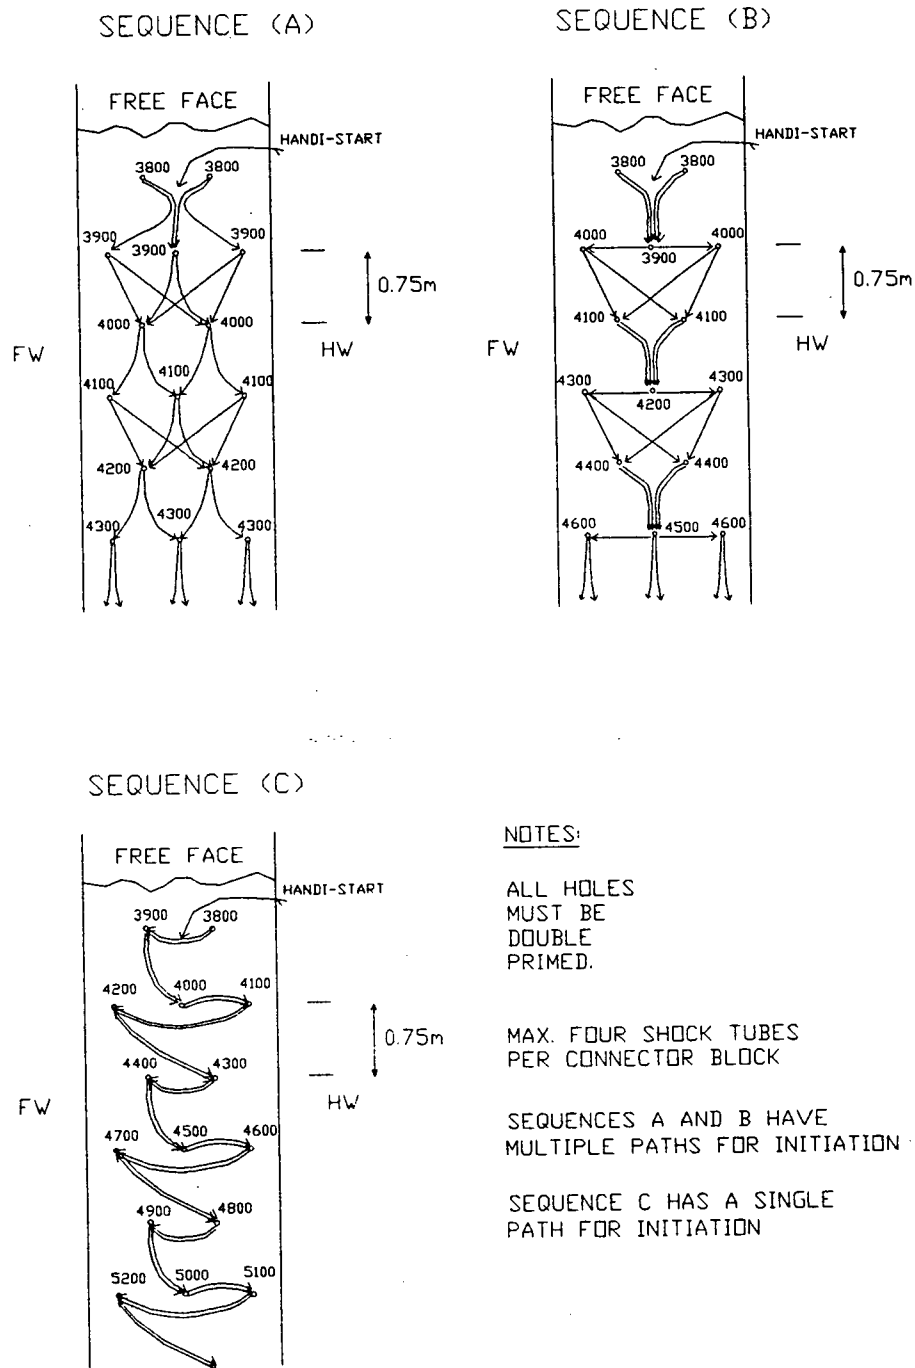 SEQUENCE (A)
FREE FACE
HANDI-START
3800 3800
3900 3900 3900
0.75m
4000 4000
FW HW
4100 4100 4100
4200 4200
4300 4300 4300
SEQUENCE (B)
FREE FACE
HANDI-START
3800 3800
4000 3900 4000
0.75m
4100 4100
FW HW
4300 4200 4300
4400 4400
4600 4500 4600
SEQUENCE (C)
FREE FACE
HANDI-START
3900 3800
4200 4000 4100
0.75m
4400 4300
FW HW
4700 4500 4600
4900 4800
5200 5000 5100
NOTES:
ALL HOLES
MUST BE
DOUBLE
PRIMED.
MAX. FOUR SHOCK TUBES
PER CONNECTOR BLOCK
SEQUENCES A AND B HAVE
MULTIPLE PATHS FOR INITIATION
SEQUENCE C HAS A SINGLE
PATH FOR INITIATION